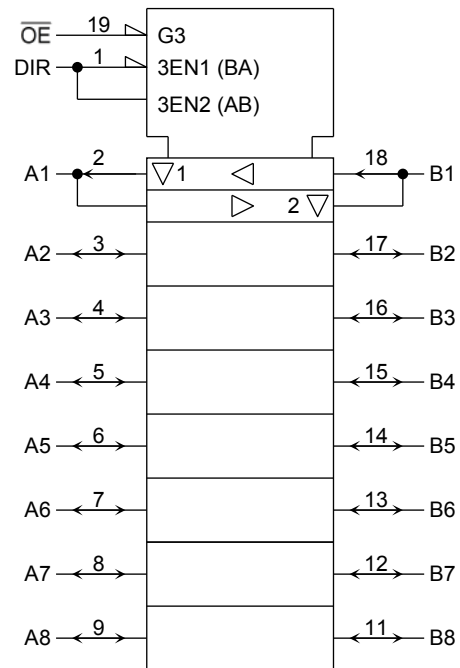 O̅E̅ 19 G3
DIR 1 3EN1 (BA)
3EN2 (AB)
A1 2 1 18 B1
2
A2 3 17 B2
A3 4 16 B3
A4 5 15 B4
A5 6 14 B5
A6 7 13 B6
A7 8 12 B7
A8 9 11 B8